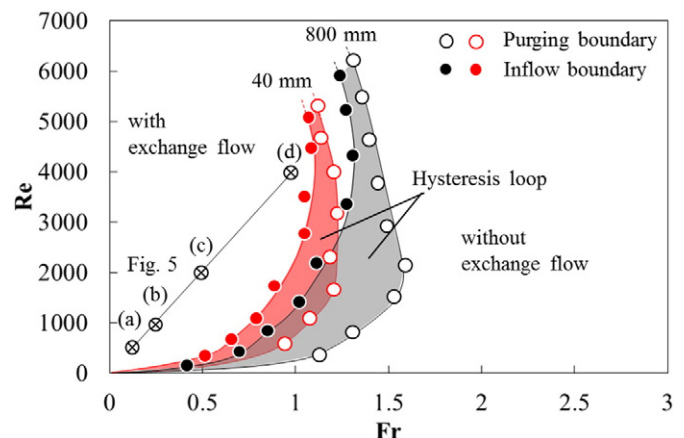 7000
6000
5000
4000
3000
2000
1000
0
Re
0
0.5
1
1.5
2
2.5
3
Fr
800 mm
40 mm
Purging boundary
Inflow boundary
with
exchange flow
(d)
Hysteresis loop
(c)
without
exchange flow
Fig. 5
(b)
(a)